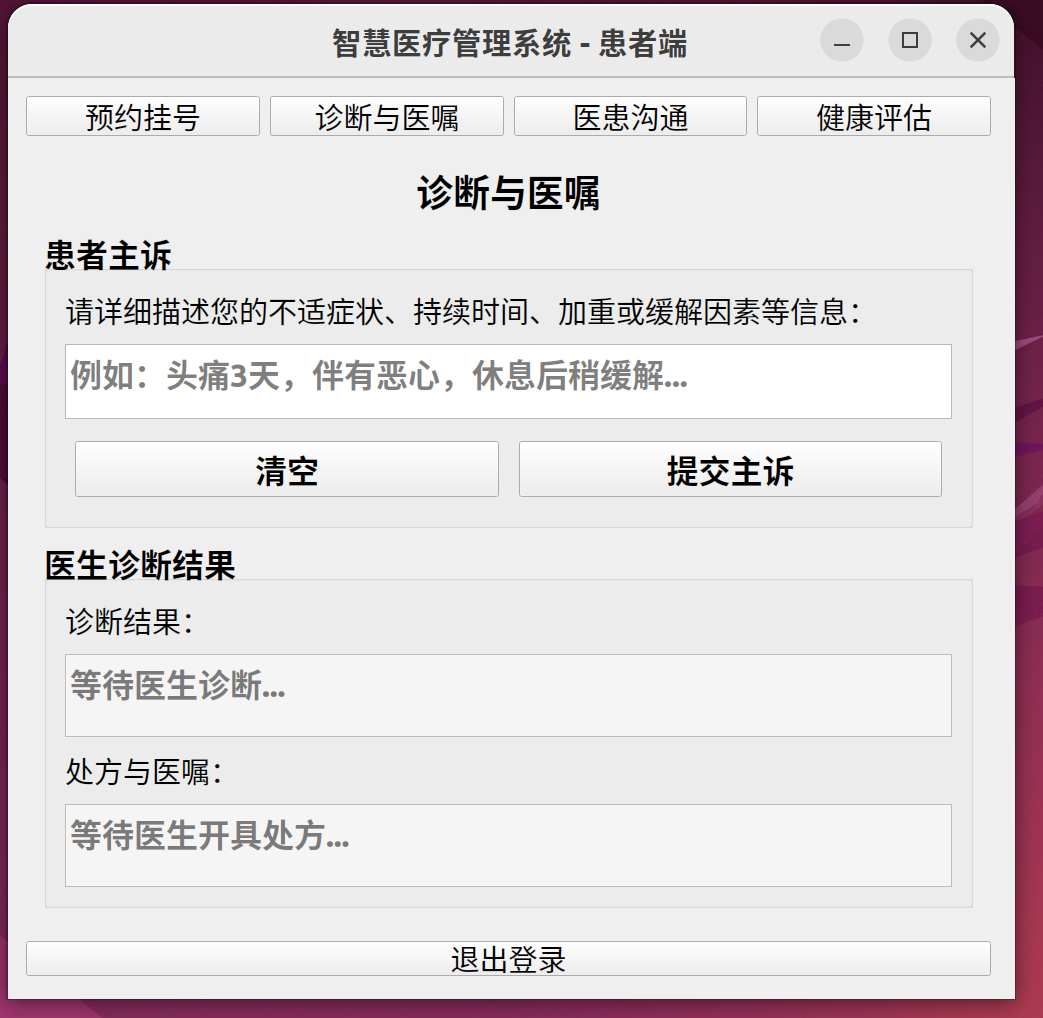 智慧医疗管理系统 - 患者端
预约挂号 诊断与医嘱 医患沟通 健康评估
诊断与医嘱
患者主诉
请详细描述您的不适症状、持续时间、加重或缓解因素等信息：
例如：头痛3天，伴有恶心，休息后稍缓解...
清空 提交主诉
医生诊断结果
诊断结果：
等待医生诊断...
处方与医嘱：
等待医生开具处方...
退出登录